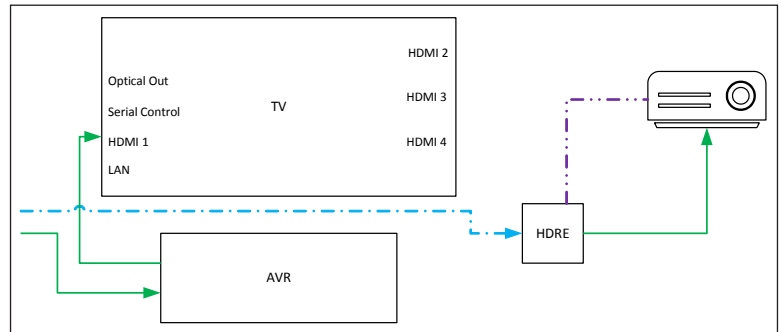 HDMI 2
Optical Out
TV
HDMI 3
Serial Control
HDMI 1
HDMI 4
LAN
HDRE
AVR